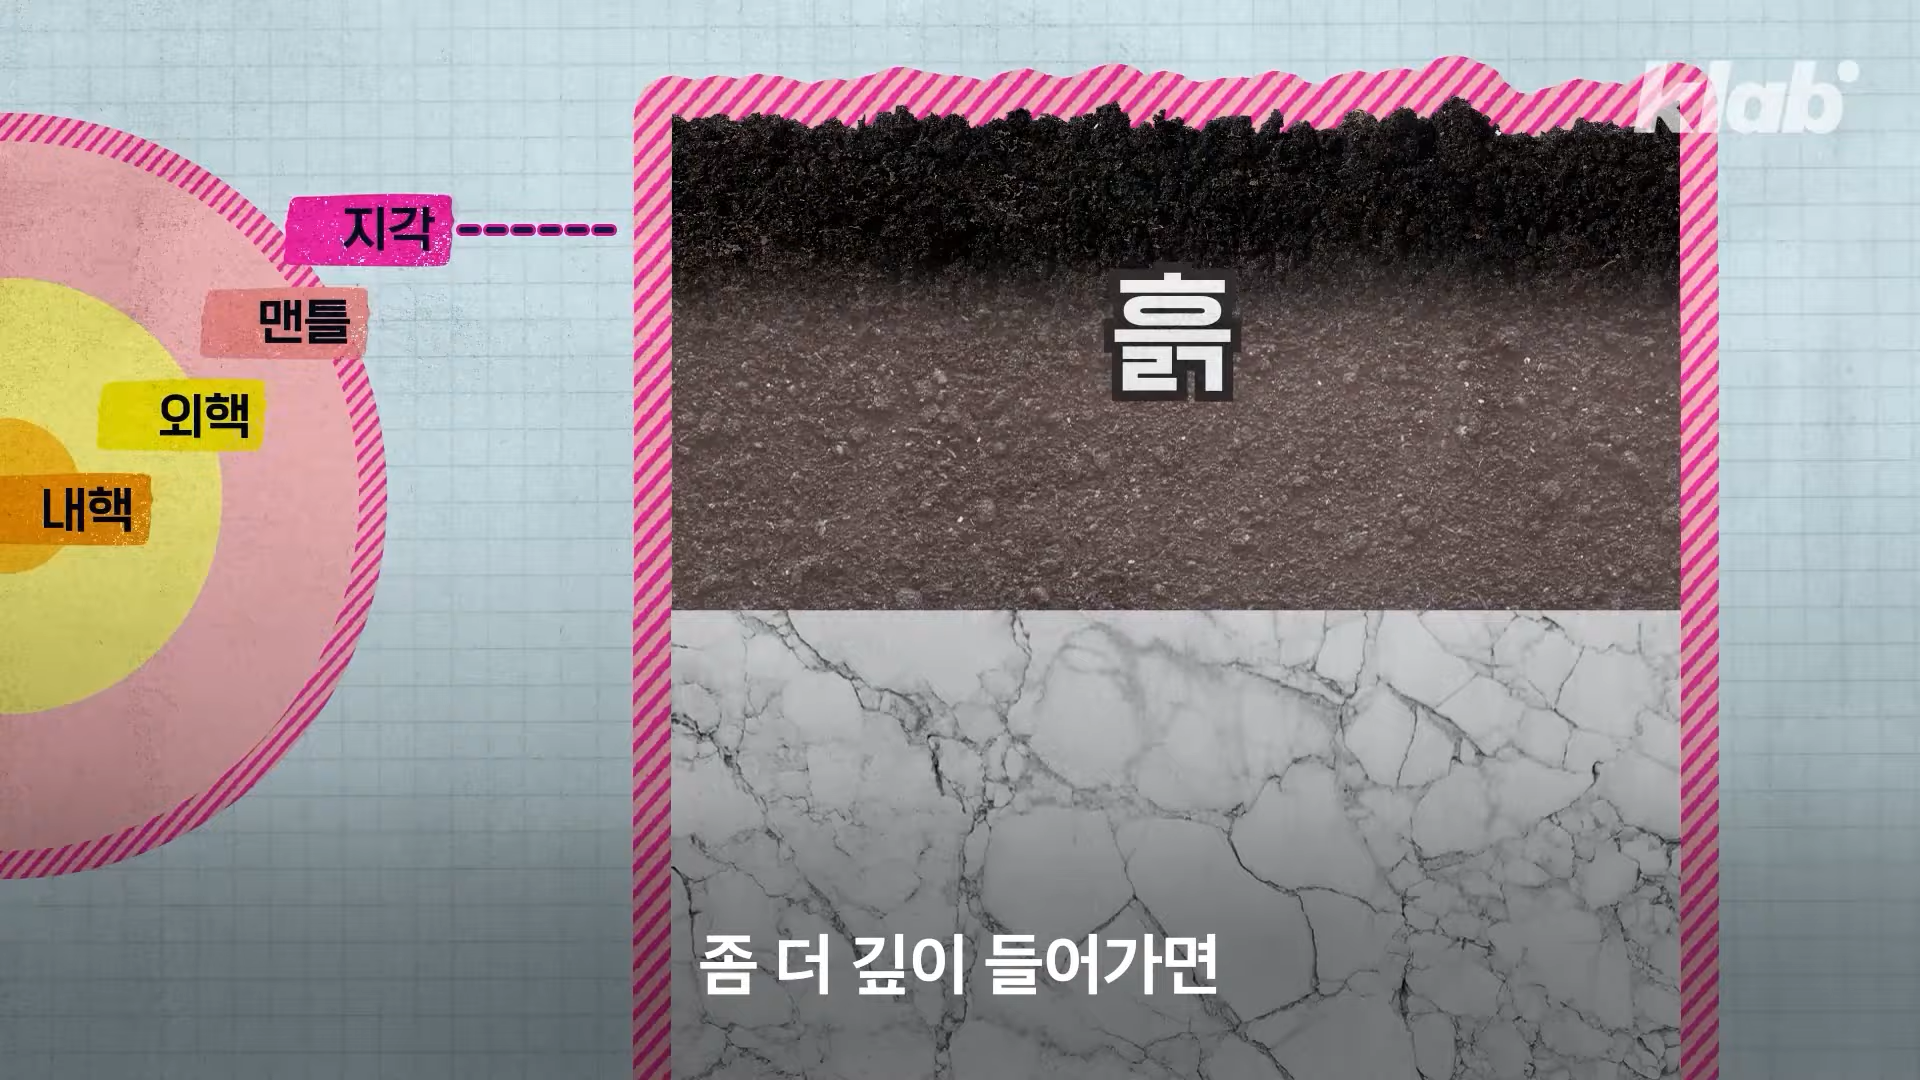 klab
지각
맨틀
외핵
내핵
흙
좀 더 깊이 들어가면